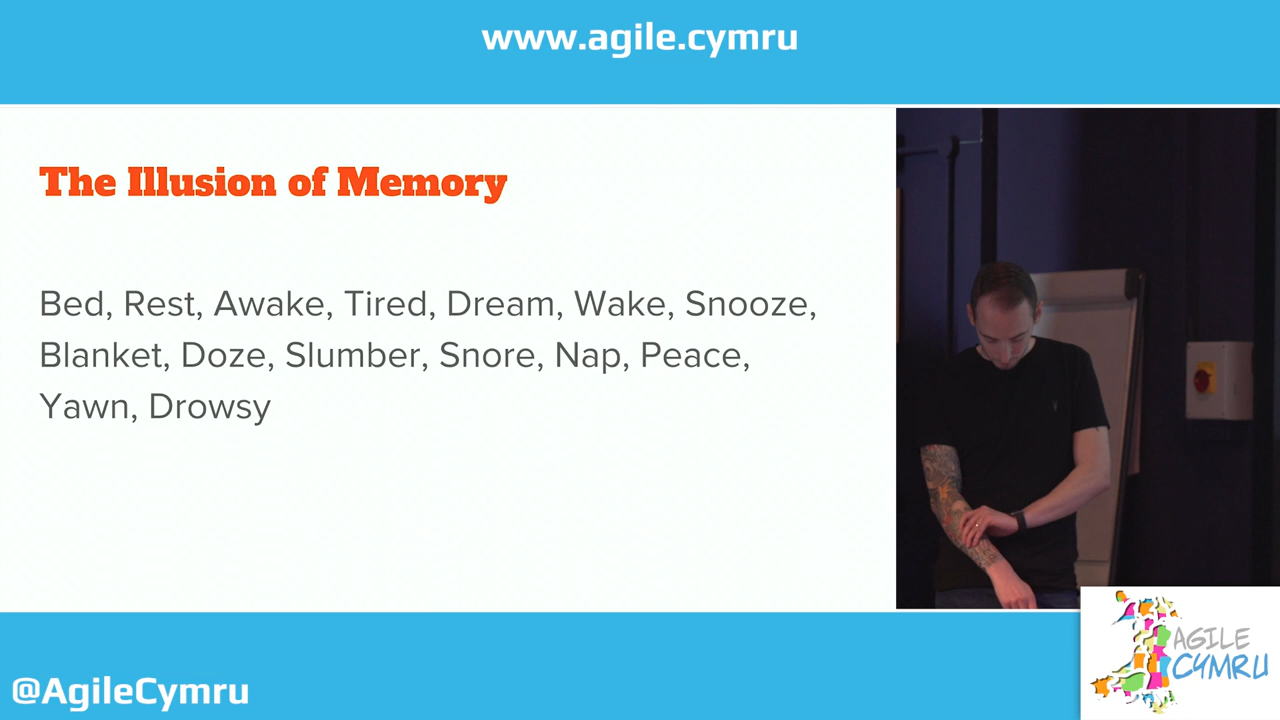 www.agile.cymru
The Illusion of Memory
Bed, Rest, Awake, Tired, Dream, Wake, Snooze,
Blanket, Doze, Slumber, Snore, Nap, Peace,
Yawn, Drowsy
@AgileCymru
AGILE
CYMRU